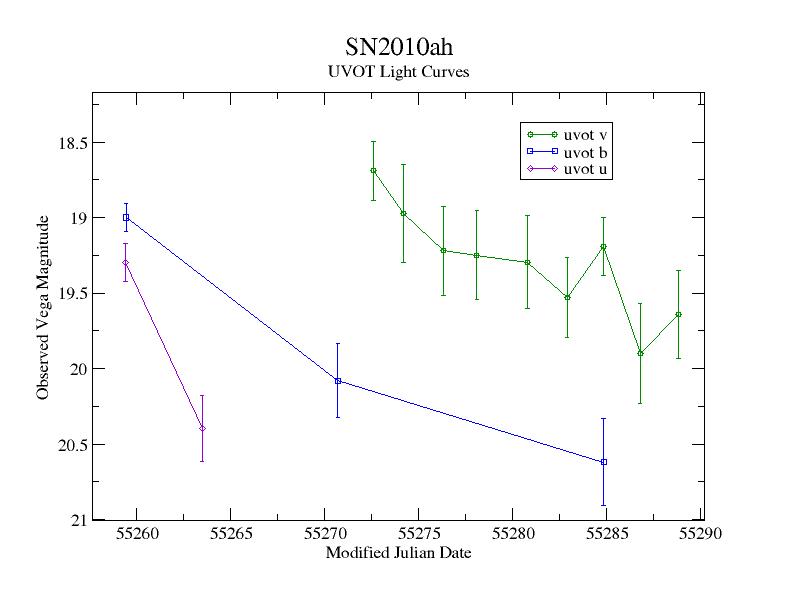 SN2010ah
UVOT Light Curves
uvot v
uvot b
uvot u
Observed Vega Magnitude
18.5
19
19.5
20
20.5
21
55260 55265 55270 55275 55280 55285 55290
Modified Julian Date